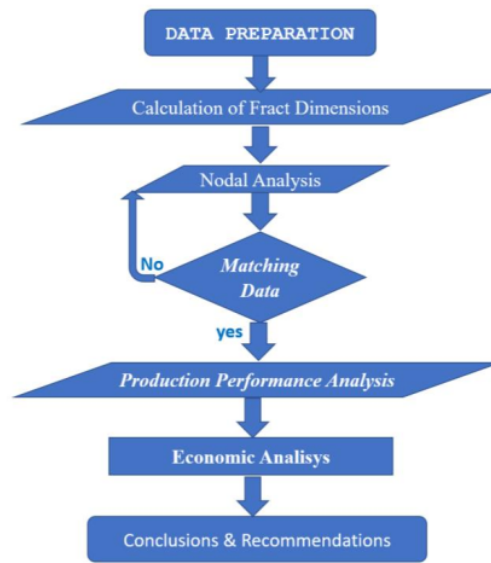 DATA PREPARATION
Calculation of Fract Dimensions
Nodal Analysis
No
Matching
Data
yes
Production Performance Analysis
Economic Analisys
Conclusions & Recommendations